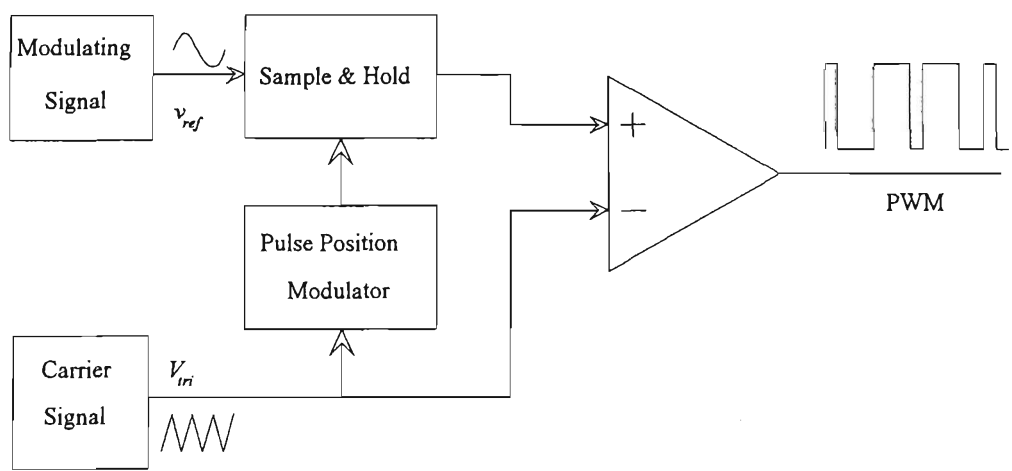 Modulating
Signal
v_ref
Sample & Hold
+
−
PWM
Pulse Position
Modulator
Carrier
Signal
V_tri